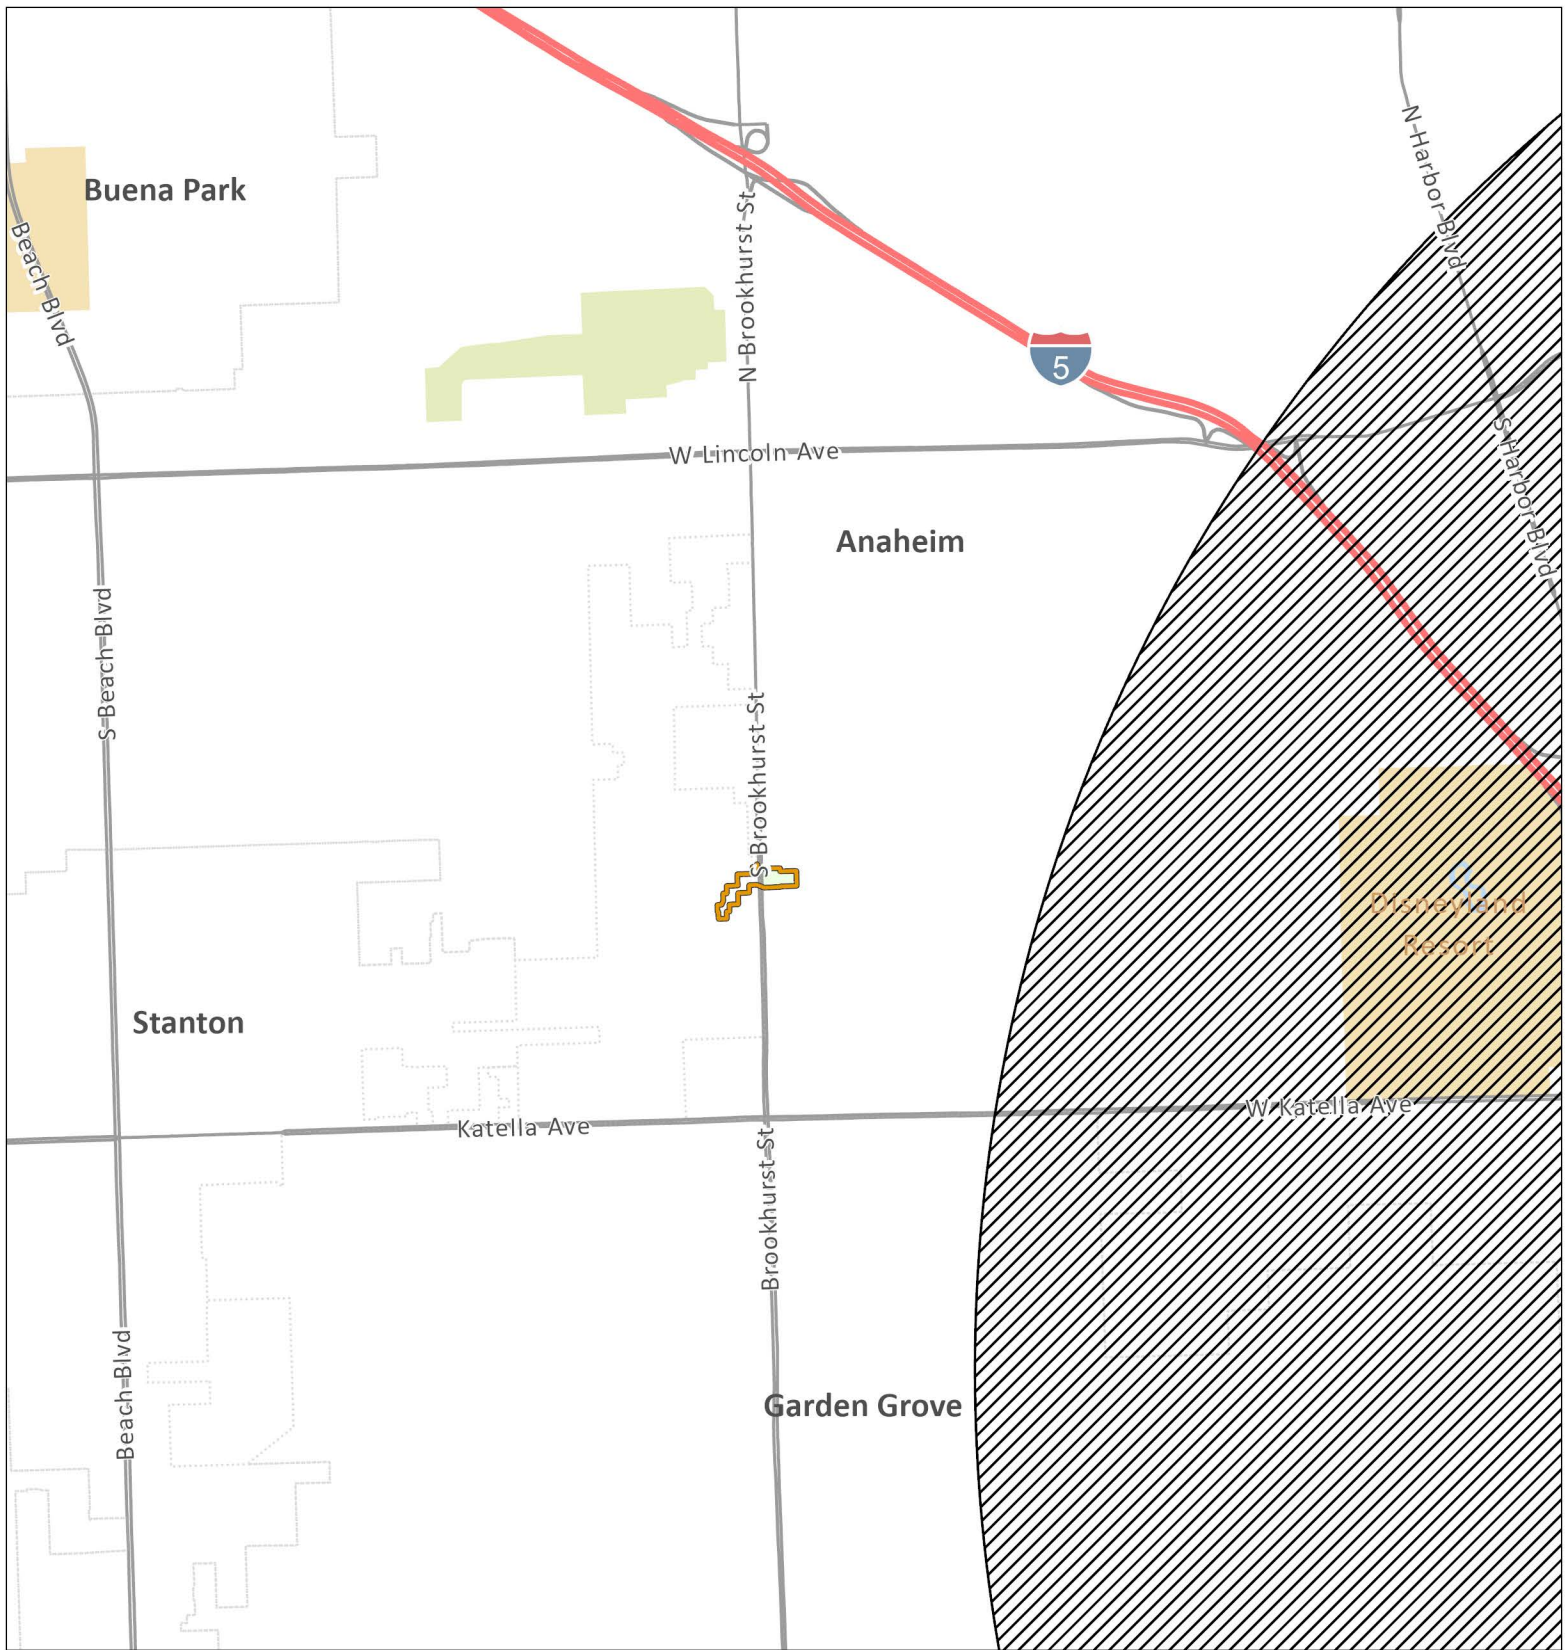 N Harbor Blvd
Buena Park
N Brookhurst St
Beach Blvd
5
W Lincoln Ave
S Harbor Blvd
Anaheim
S Beach Blvd
S Brookhurst St
Disneyland
Resort
Stanton
W Katella Ave
Katella Ave
Brookhurst St
Beach Blvd
Garden Grove